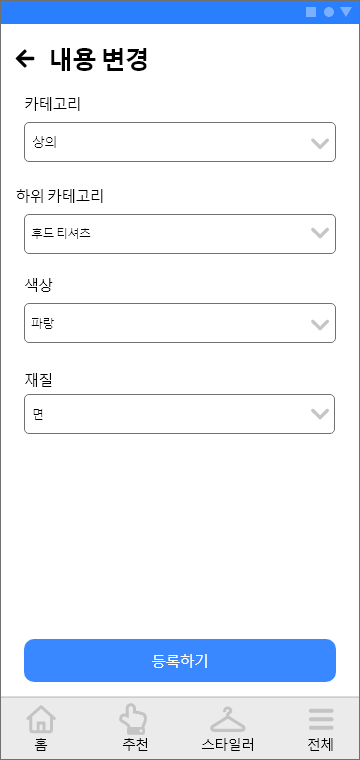 내용 변경
카테고리
상의
하위 카테고리
후드 티셔츠
색상
파랑
재질
면
등록하기
홈 추천 스타일러 전체